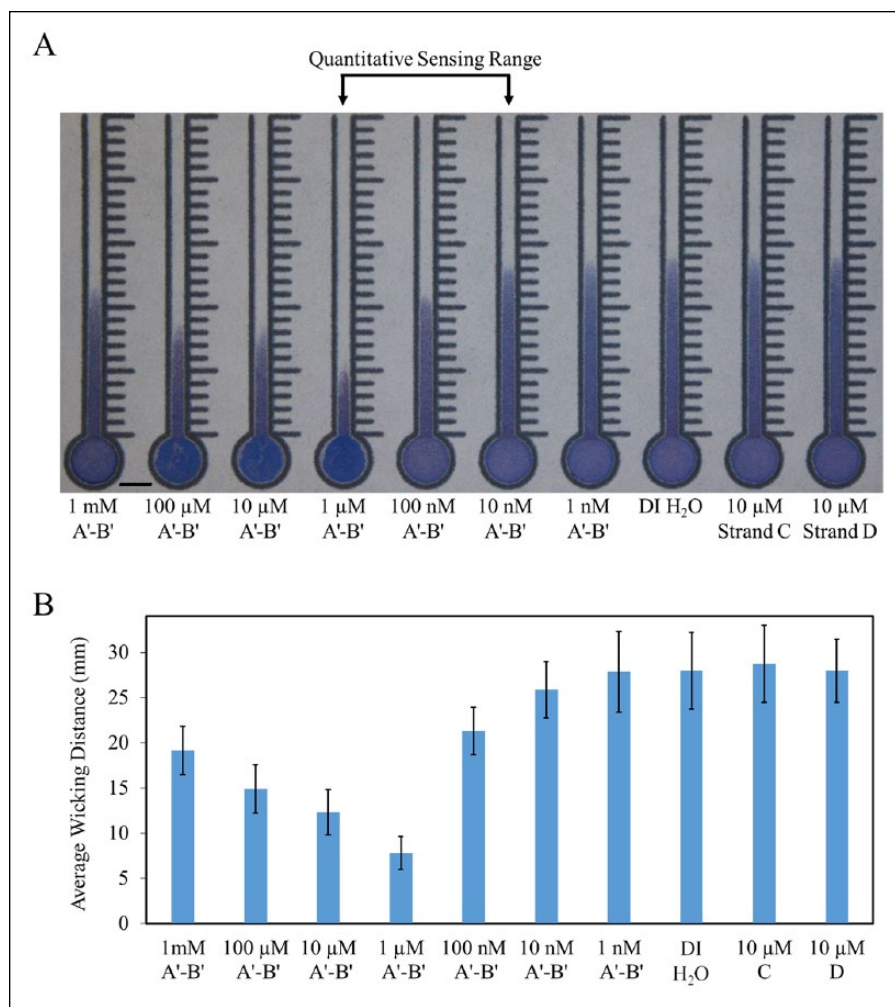 A
Quantitative Sensing Range
1 mM 100 µM 10 µM 1 µM 100 nM 10 nM 1 nM DI H₂O 10 µM 10 µM
A'-B' A'-B' A'-B' A'-B' A'-B' A'-B' A'-B' Strand C Strand D
B
Average Wicking Distance (mm)
30
25
20
15
10
5
0
1mM 100 µM 10 µM 1 µM 100 nM 10 nM 1 nM DI 10 µM 10 µM
A'-B' A'-B' A'-B' A'-B' A'-B' A'-B' A'-B' H₂O C D